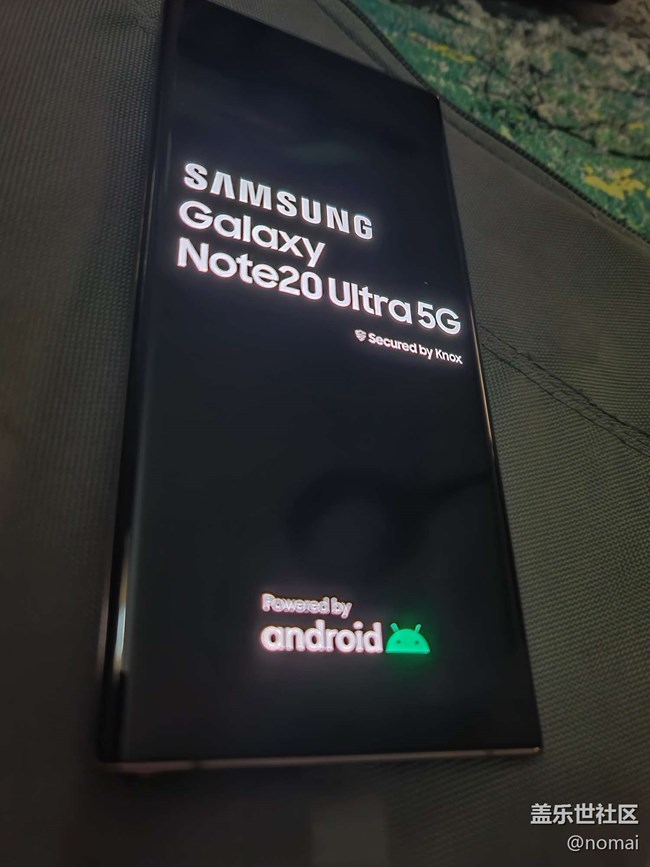 SAMSUNG
Galaxy
Note20 Ultra 5G
Secured by Knox
Powered by
android
盖乐世社区
@nomai